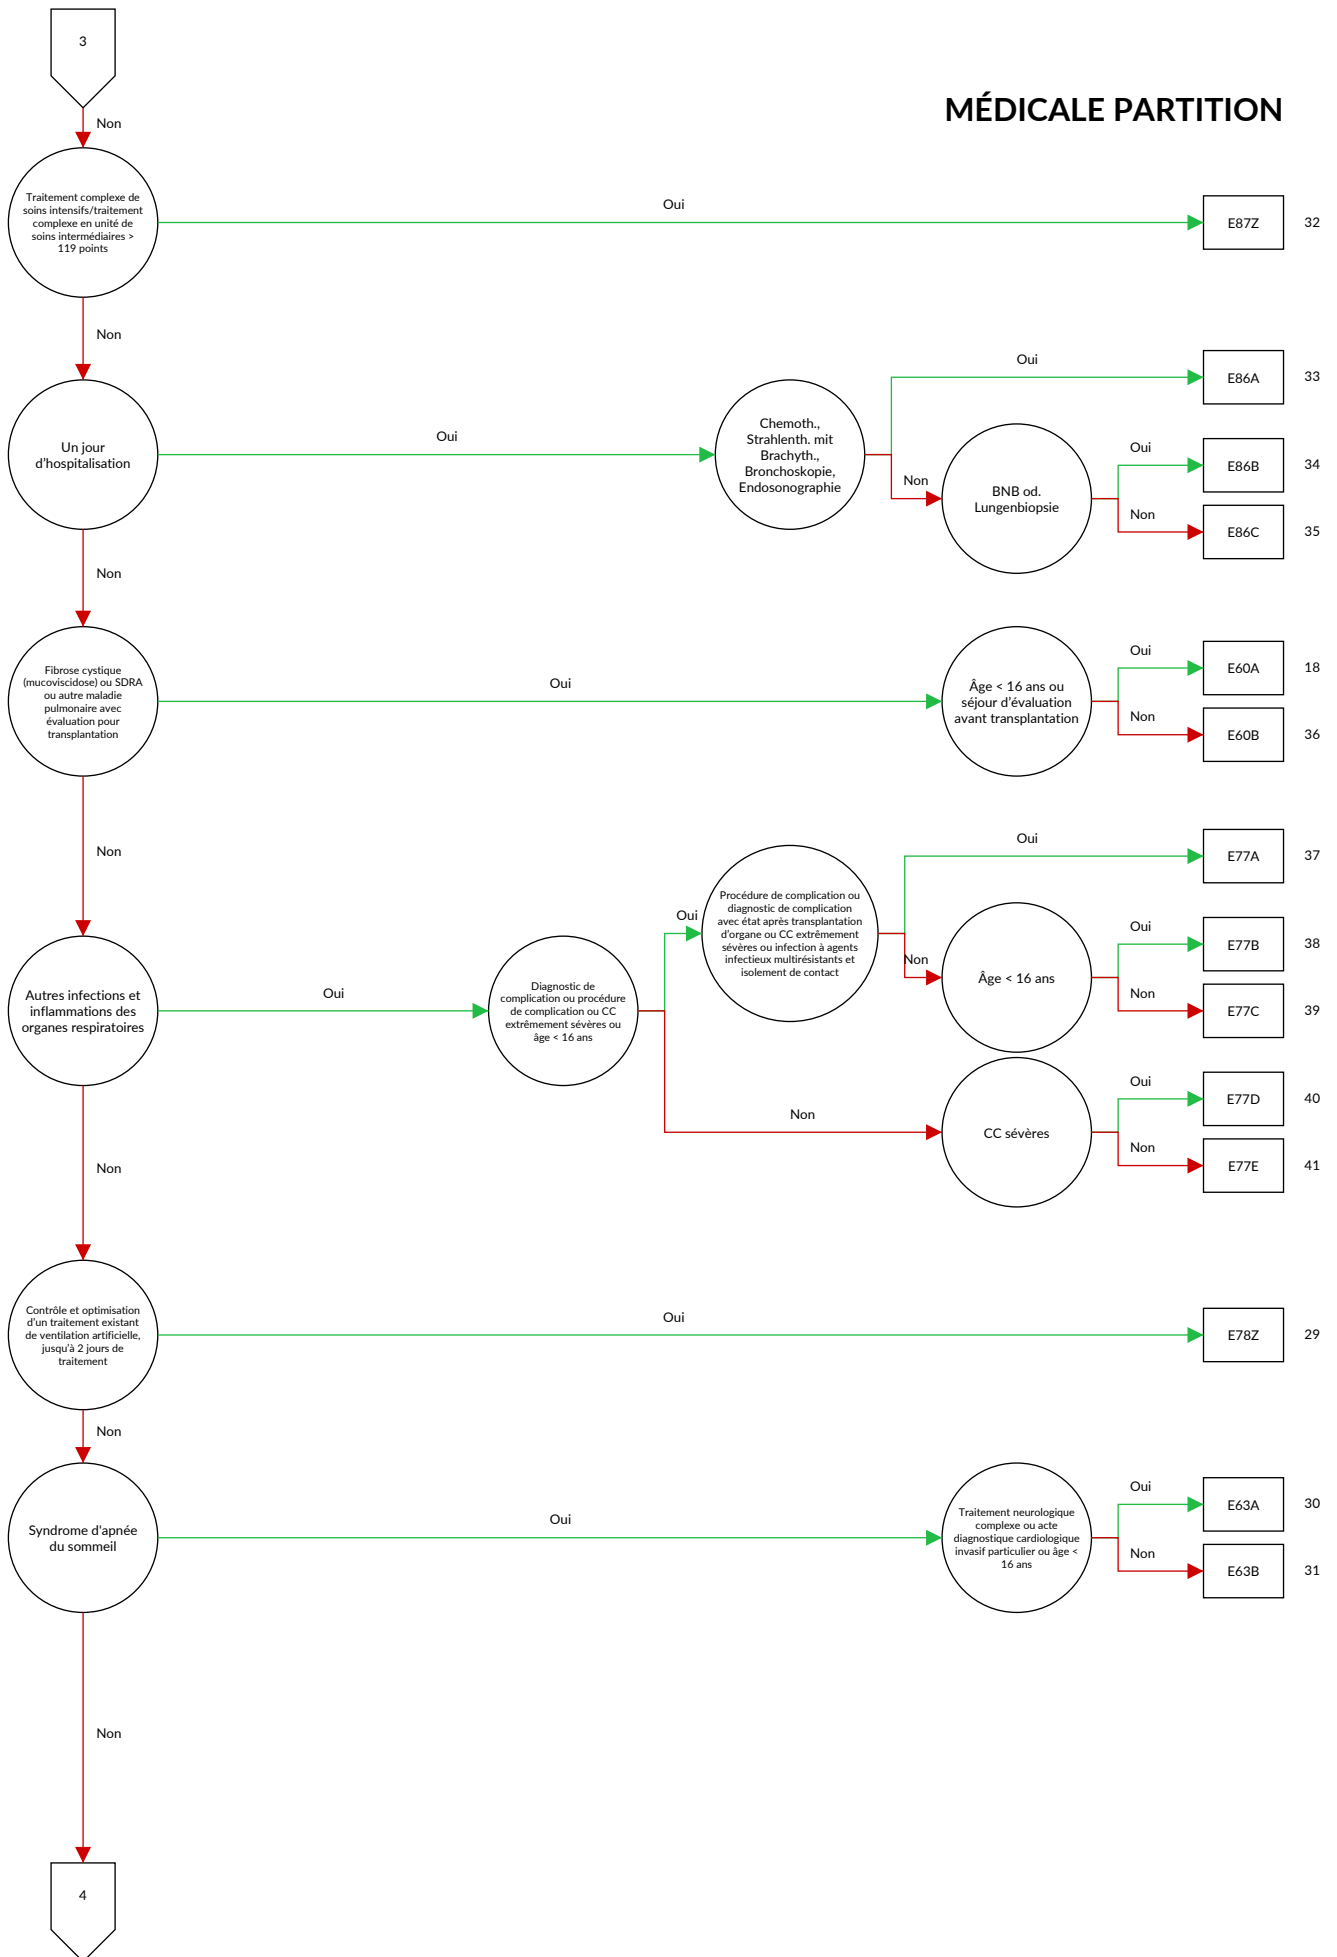 3
MÉDICALE PARTITION
Non
Traitement complexe de
soins intensifs/traitement
complexe en unité de
soins intermédiaires >
119 points
Oui
E87Z
32
Non
Un jour
d'hospitalisation
Oui
Chemoth.,
Strahlenth. mit
Brachyth.,
Bronchoskopie,
Endosonographie
Oui
E86A
33
Non
BNB od.
Lungenbiopsie
Oui
E86B
34
Non
E86C
35
Non
Fibrose cystique
(mucoviscidose) ou SDRA
ou autre maladie
pulmonaire avec
évaluation pour
transplantation
Oui
Âge < 16 ans ou
séjour d'évaluation
avant transplantation
Oui
E60A
18
Non
E60B
36
Non
Autres infections et
inflammations des
organes respiratoires
Oui
Diagnostic de
complication ou procédure
de complication ou CC
extrêmement sévères ou
âge < 16 ans
Oui
Procédure de complication ou
diagnostic de complication
avec état après transplantation
d'organe ou CC extrêmement
sévères ou infection à agents
infectieux multirésistants et
isolement de contact
Oui
E77A
37
Non
Âge < 16 ans
Oui
E77B
38
Non
E77C
39
Non
CC sévères
Oui
E77D
40
Non
E77E
41
Non
Contrôle et optimisation
d'un traitement existant
de ventilation artificielle,
jusqu'à 2 jours de
traitement
Oui
E78Z
29
Non
Syndrome d'apnée
du sommeil
Oui
Traitement neurologique
complexe ou acte
diagnostique cardiologique
invasif particulier ou âge <
16 ans
Oui
E63A
30
Non
E63B
31
Non
4